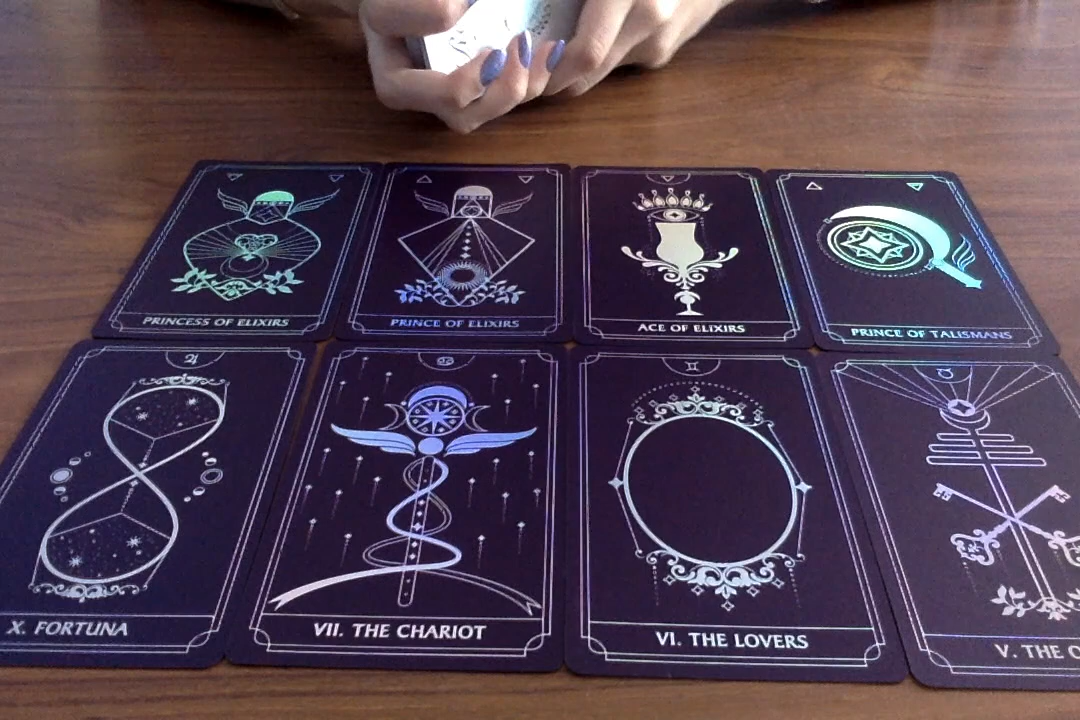 PRINCESS OF ELIXIRS
PRINCE OF ELIXIRS
ACE OF ELIXIRS
PRINCE OF TALISMANS
X. FORTUNA
VII. THE CHARIOT
VI. THE LOVERS
V. THE